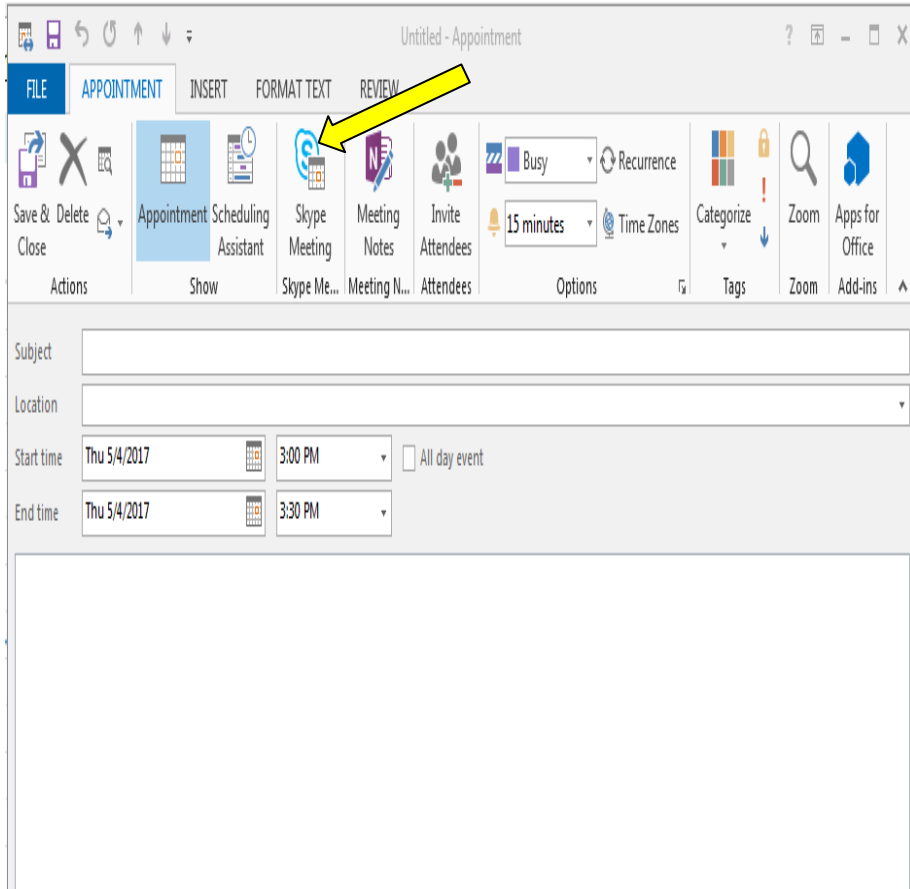 Untitled - Appointment
FILE APPOINTMENT INSERT FORMAT TEXT REVIEW
Busy Recurrence
Save & Delete Appointment Scheduling Skype Meeting Invite 15 minutes Time Zones Categorize Zoom Apps for
Close Assistant Meeting Notes Attendees Office
Actions Show Skype Me... Meeting N... Attendees Options Tags Zoom Add-ins
Subject
Location
Start time Thu 5/4/2017 3:00 PM All day event
End time Thu 5/4/2017 3:30 PM